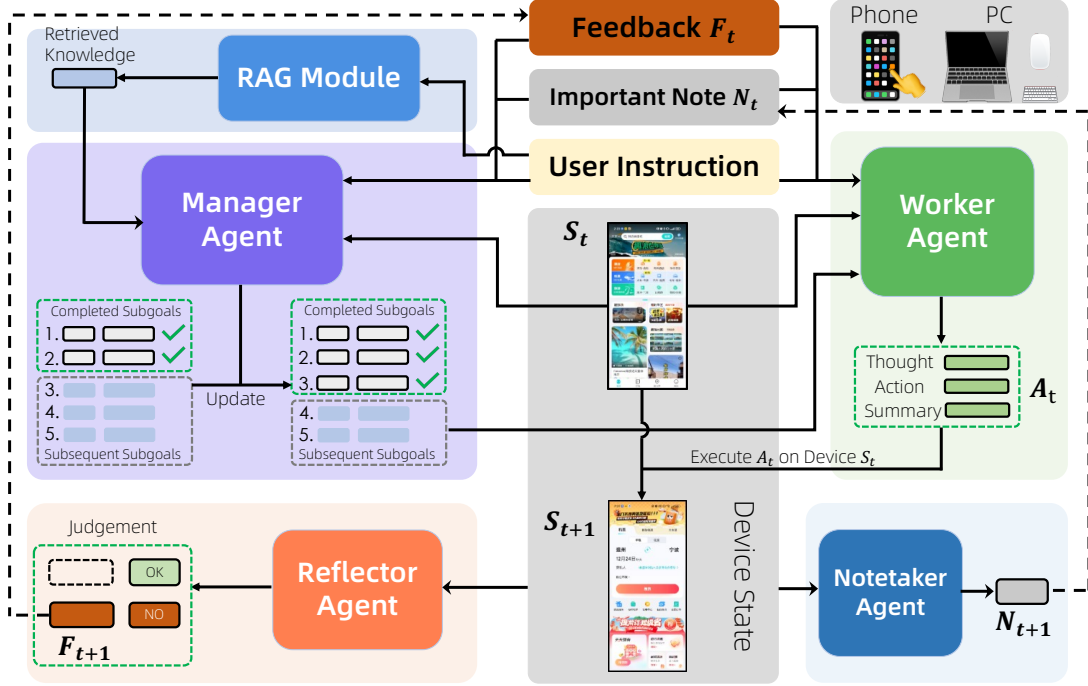 Retrieved
Knowledge
RAG Module
Feedback F_t
Important Note N_t
User Instruction
Phone
PC
Manager
Agent
Worker
Agent
S_t
Completed Subgoals
1.
2.
3.
4.
5.
Subsequent Subgoals
Update
Completed Subgoals
1.
2.
3.
4.
5.
Subsequent Subgoals
Thought
Action
Summary
A_t
Execute A_t on Device S_t
S_{t+1}
Device State
Judgement
OK
NO
F_{t+1}
Reflector
Agent
Notetaker
Agent
N_{t+1}